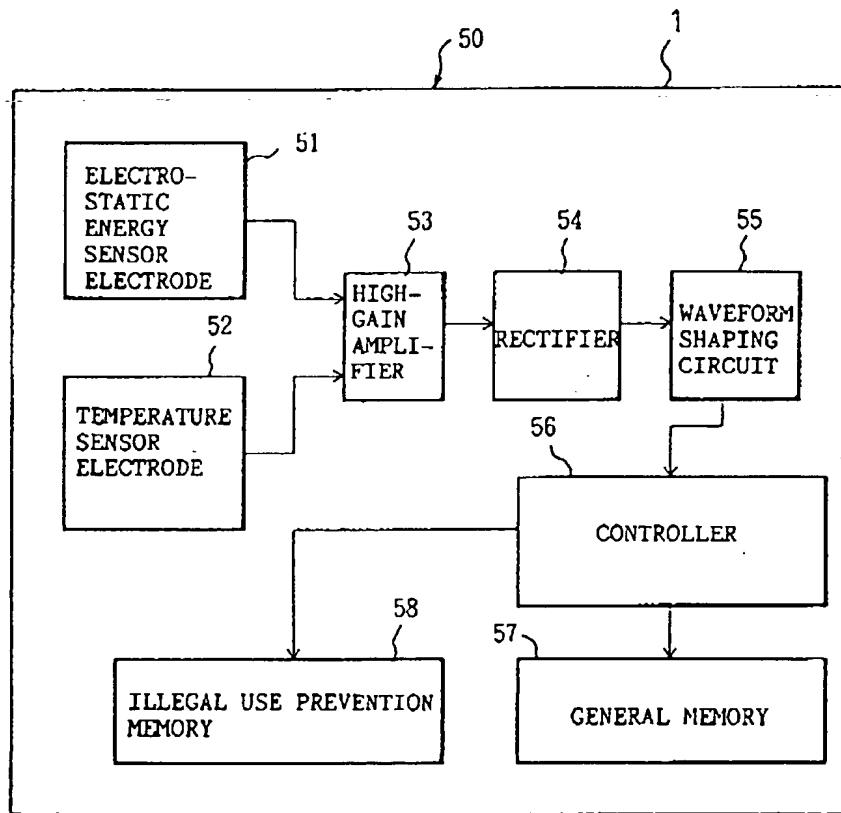 50
1
51
ELECTRO-
STATIC
ENERGY
SENSOR
ELECTRODE
52
TEMPERATURE
SENSOR
ELECTRODE
53
HIGH-
GAIN
AMPLI-
FIER
54
RECTIFIER
55
WAVEFORM
SHAPING
CIRCUIT
56
CONTROLLER
58
ILLEGAL USE PREVENTION
MEMORY
57
GENERAL MEMORY